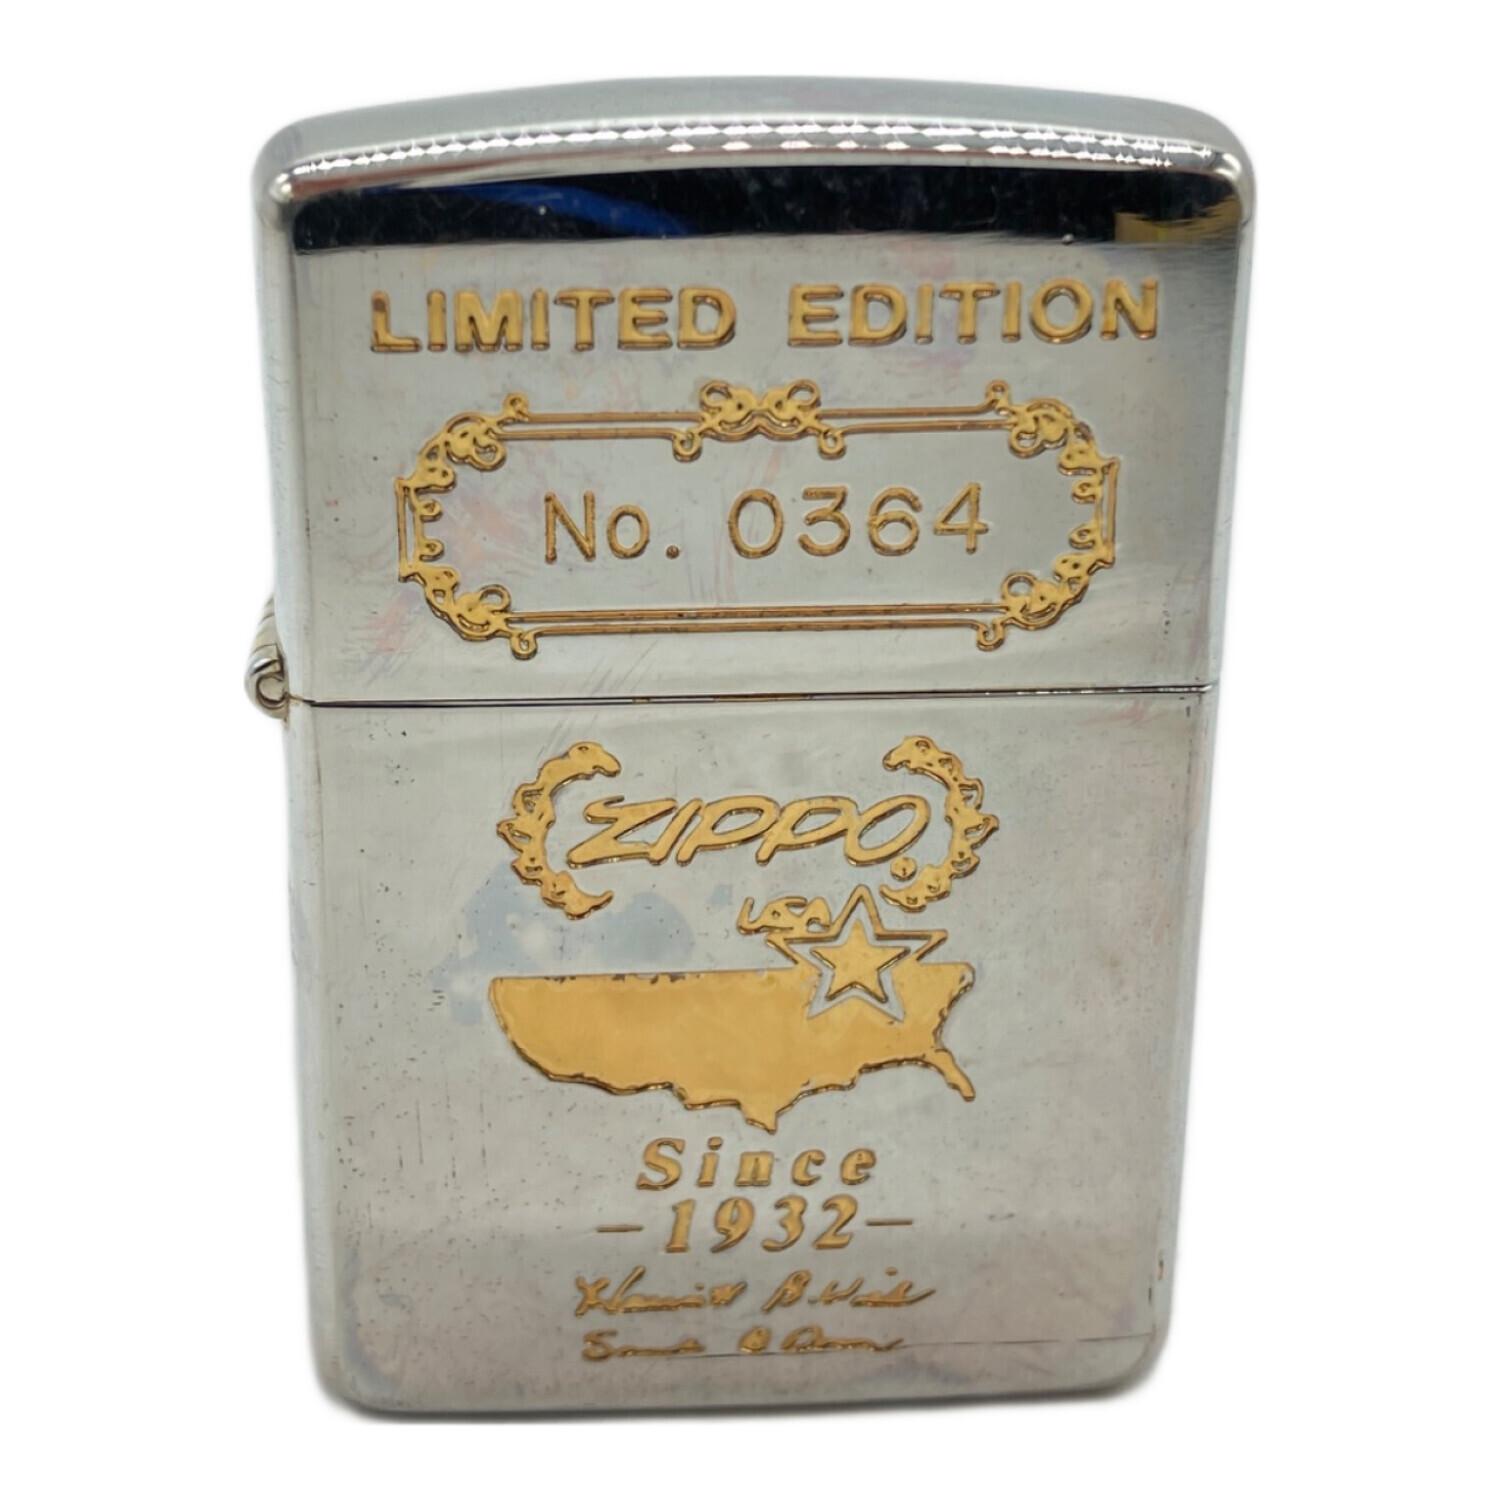 LIMITED EDITION
No. 0364
ZIPPO
USA
Since
-1932-